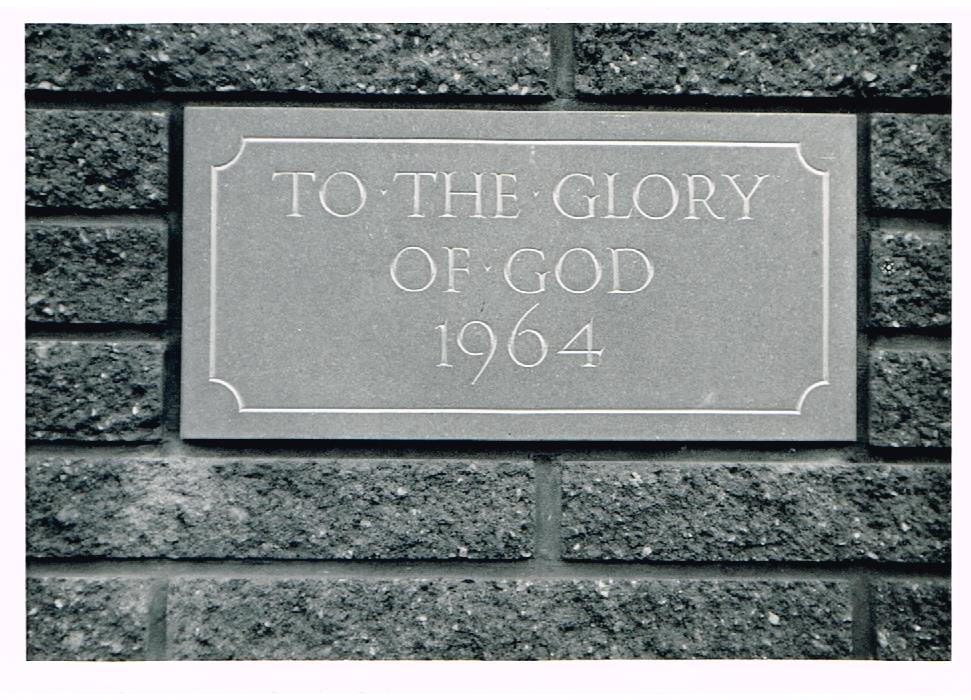 TO · THE · GLORY
OF · GOD
1964